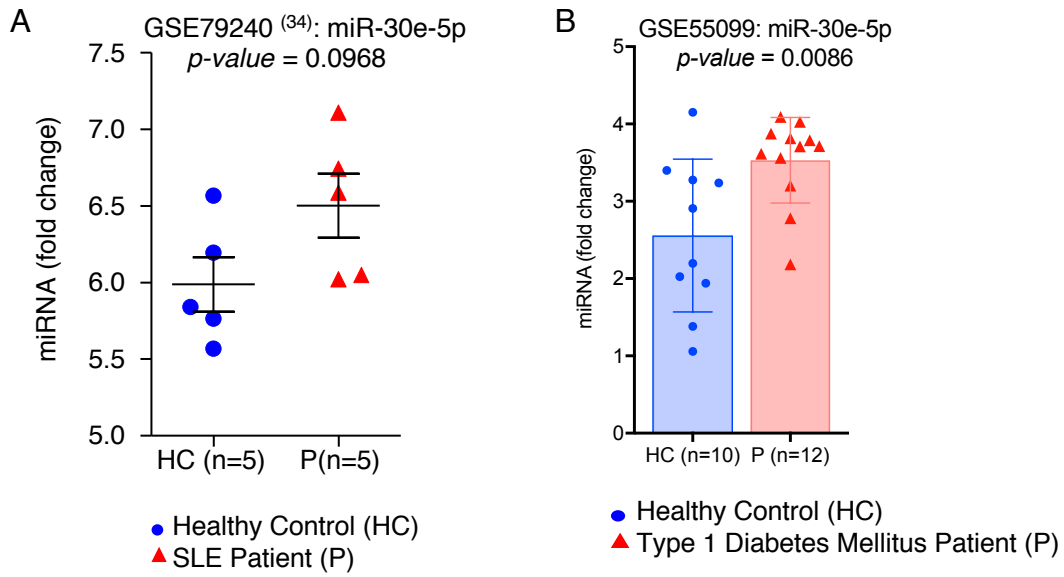 A
GSE79240 (34): miR-30e-5p
p-value = 0.0968
miRNA (fold change)
7.5
7.0
6.5
6.0
5.5
5.0
HC (n=5) P(n=5)
Healthy Control (HC)
SLE Patient (P)
B
GSE55099: miR-30e-5p
p-value = 0.0086
miRNA (fold change)
5
4
3
2
1
0
HC (n=10) P (n=12)
Healthy Control (HC)
Type 1 Diabetes Mellitus Patient (P)